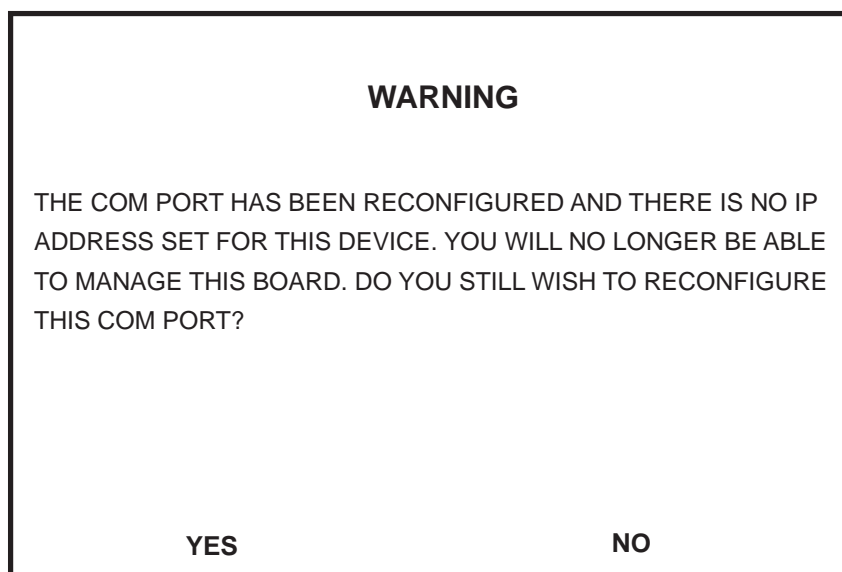 WARNING
THE COM PORT HAS BEEN RECONFIGURED AND THERE IS NO IP
ADDRESS SET FOR THIS DEVICE. YOU WILL NO LONGER BE ABLE
TO MANAGE THIS BOARD. DO YOU STILL WISH TO RECONFIGURE
THIS COM PORT?
YES NO